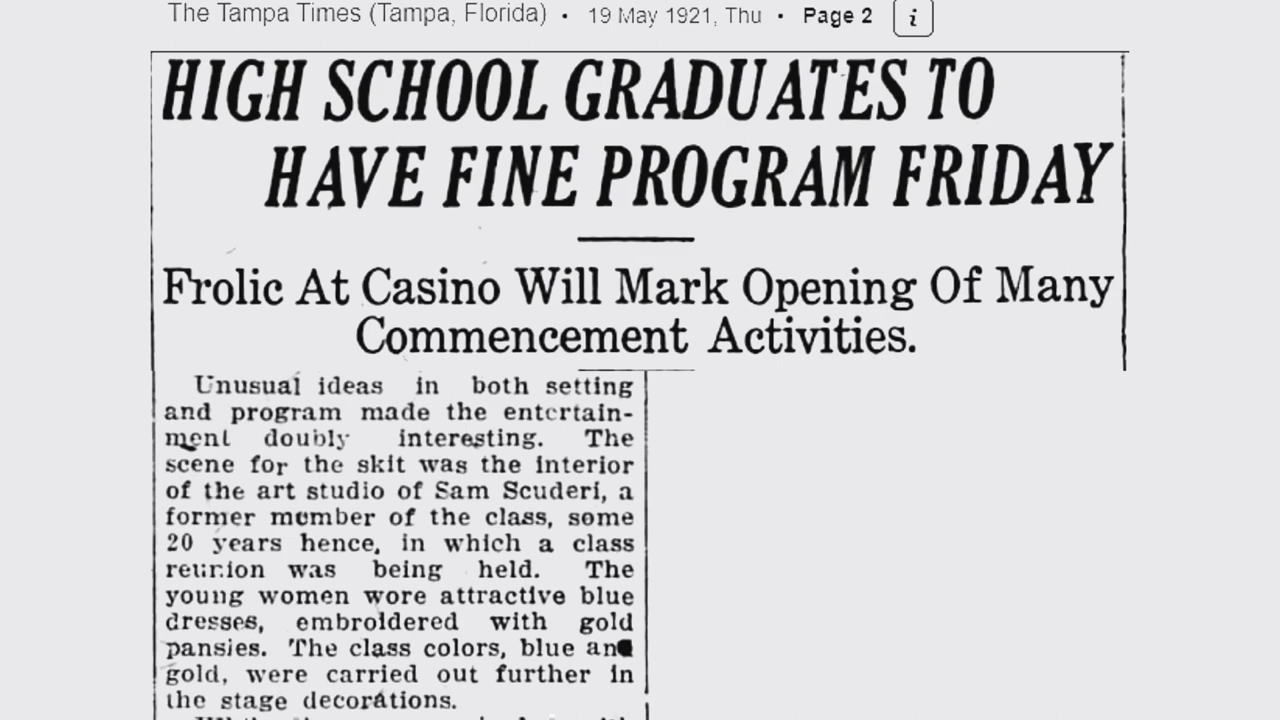 The Tampa Times (Tampa, Florida) • 19 May 1921, Thu • Page 2 i
HIGH SCHOOL GRADUATES TO
HAVE FINE PROGRAM FRIDAY
Frolic At Casino Will Mark Opening Of Many
Commencement Activities.
Unusual ideas in both setting
and program made the entertain-
ment doubly interesting. The
scene for the skit was the interior
of the art studio of Sam Scuderi, a
former member of the class, some
20 years hence, in which a class
reunion was being held. The
young women wore attractive blue
dresses, embroidered with gold
pansies. The class colors, blue and
gold, were carried out further in
the stage decorations.